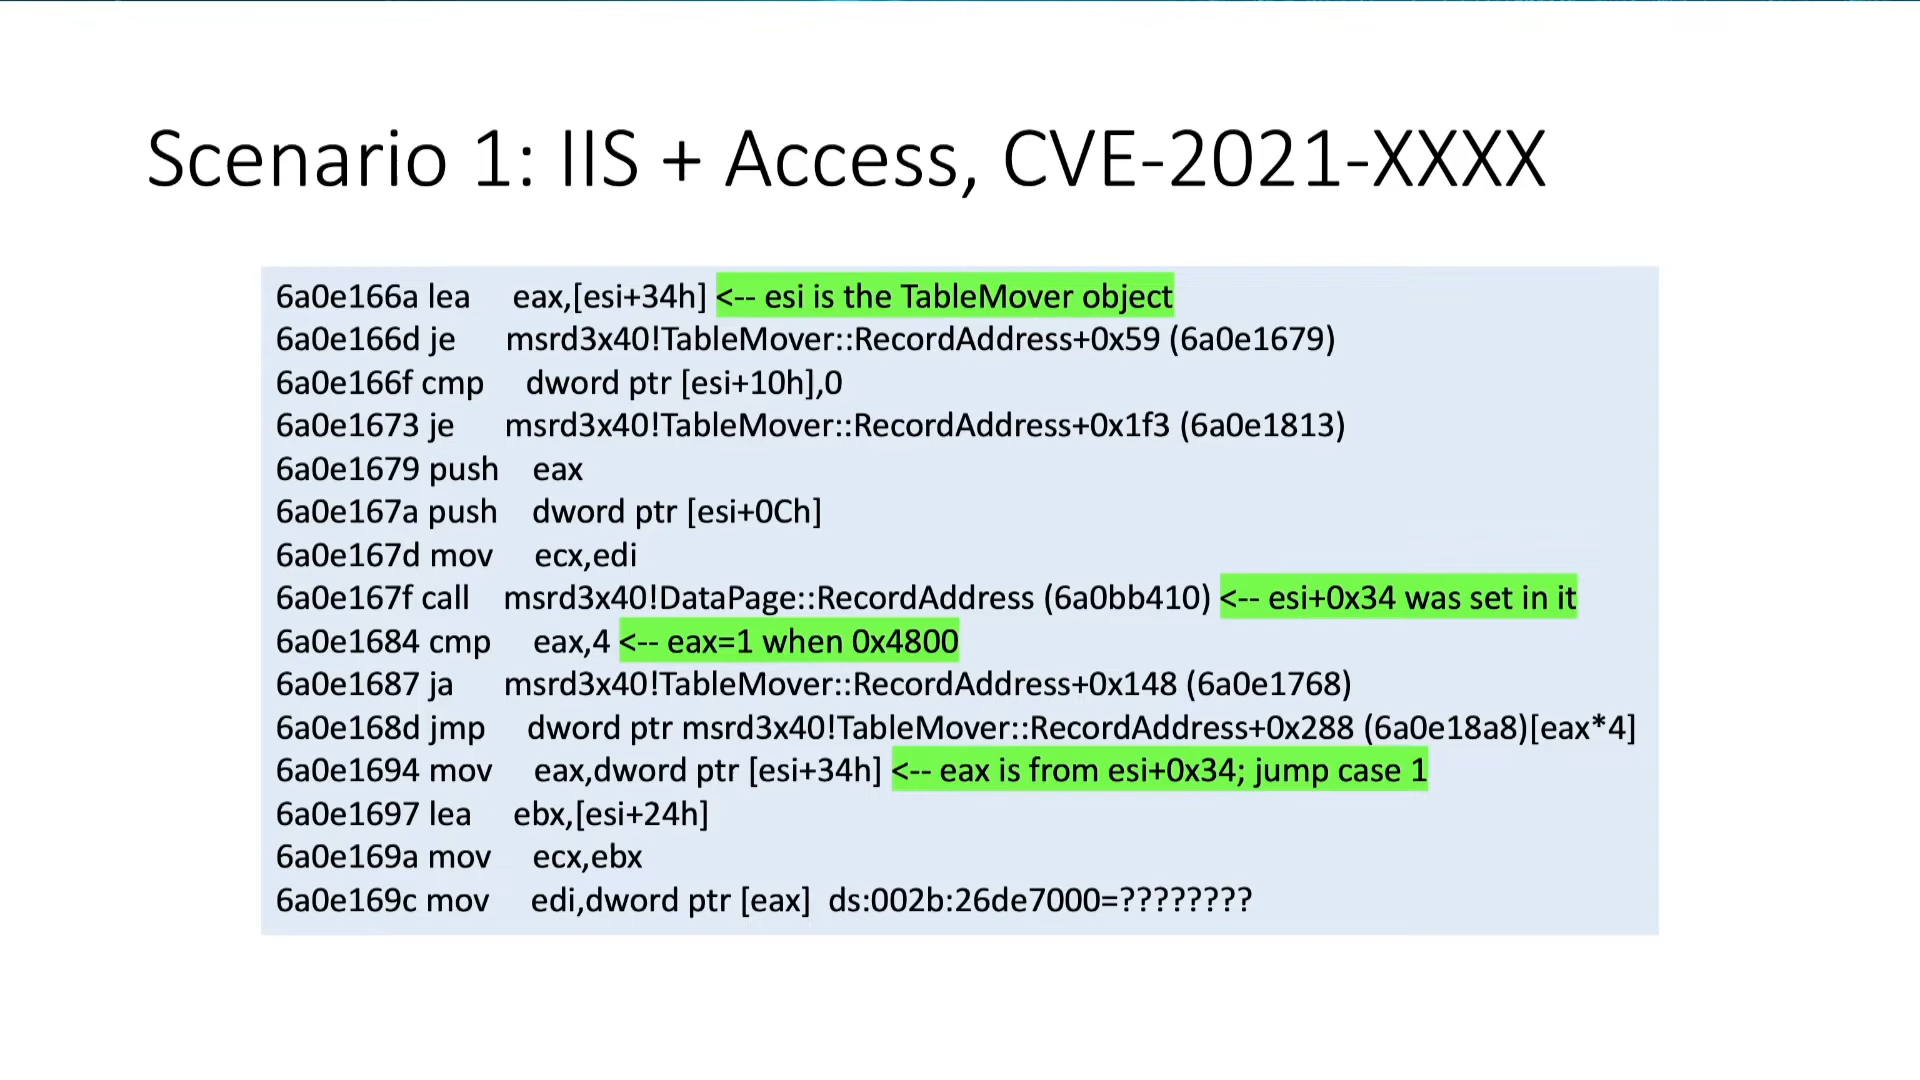 Scenario 1: IIS + Access, CVE-2021-XXXX
6a0e166a lea eax,[esi+34h] <-- esi is the TableMover object
6a0e166d je msrd3x40!TableMover::RecordAddress+0x59 (6a0e1679)
6a0e166f cmp dword ptr [esi+10h],0
6a0e1673 je msrd3x40!TableMover::RecordAddress+0x1f3 (6a0e1813)
6a0e1679 push eax
6a0e167a push dword ptr [esi+0Ch]
6a0e167d mov ecx,edi
6a0e167f call msrd3x40!DataPage::RecordAddress (6a0bb410) <-- esi+0x34 was set in it
6a0e1684 cmp eax,4 <-- eax=1 when 0x4800
6a0e1687 ja msrd3x40!TableMover::RecordAddress+0x148 (6a0e1768)
6a0e168d jmp dword ptr msrd3x40!TableMover::RecordAddress+0x288 (6a0e18a8)[eax*4]
6a0e1694 mov eax,dword ptr [esi+34h] <-- eax is from esi+0x34; jump case 1
6a0e1697 lea ebx,[esi+24h]
6a0e169a mov ecx,ebx
6a0e169c mov edi,dword ptr [eax] ds:002b:26de7000=????????